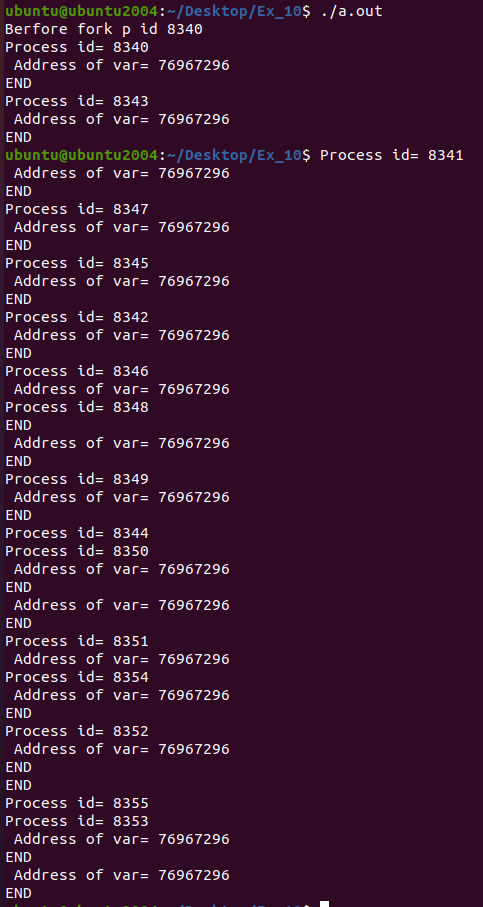 ubuntu@ubuntu2004:~/Desktop/Ex_10$ ./a.out
Berfore fork p id 8340
Process id= 8340
 Address of var= 76967296
END
Process id= 8343
 Address of var= 76967296
END
ubuntu@ubuntu2004:~/Desktop/Ex_10$ Process id= 8341
 Address of var= 76967296
END
Process id= 8347
 Address of var= 76967296
END
Process id= 8345
 Address of var= 76967296
END
Process id= 8342
 Address of var= 76967296
END
Process id= 8346
 Address of var= 76967296
Process id= 8348
END
 Address of var= 76967296
END
Process id= 8349
 Address of var= 76967296
END
Process id= 8344
Process id= 8350
 Address of var= 76967296
END
 Address of var= 76967296
END
Process id= 8351
 Address of var= 76967296
Process id= 8354
 Address of var= 76967296
END
Process id= 8352
 Address of var= 76967296
END
END
Process id= 8355
Process id= 8353
 Address of var= 76967296
END
 Address of var= 76967296
END